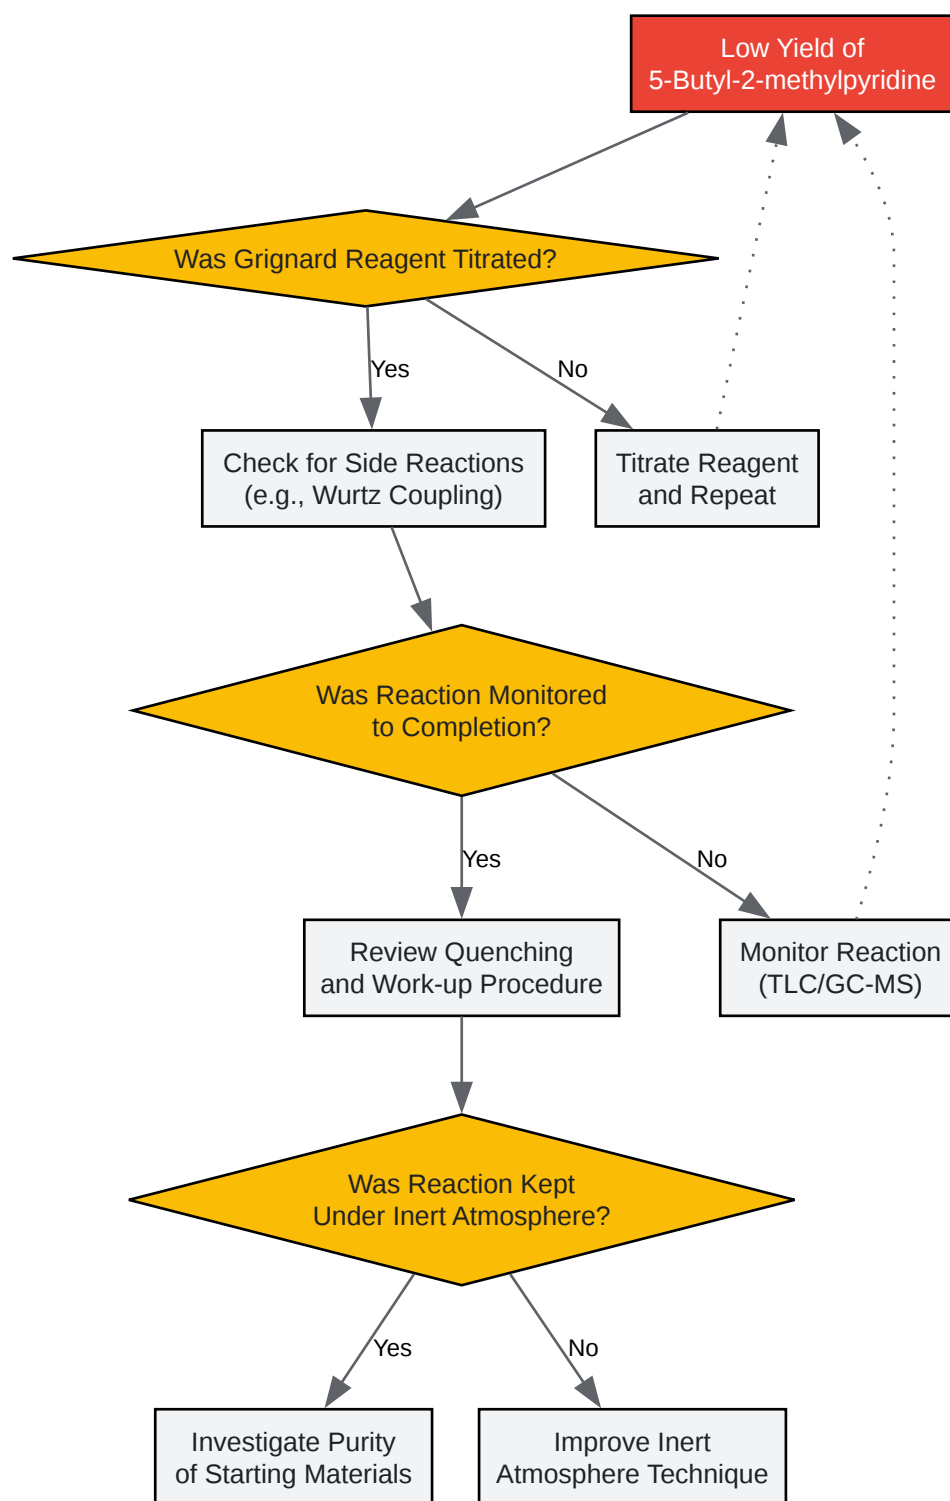 Low Yield of
5-Butyl-2-methylpyridine
Was Grignard Reagent Titrated?
Yes
No
Check for Side Reactions
(e.g., Wurtz Coupling)
Titrate Reagent
and Repeat
Was Reaction Monitored
to Completion?
Yes
No
Review Quenching
and Work-up Procedure
Monitor Reaction
(TLC/GC-MS)
Was Reaction Kept
Under Inert Atmosphere?
Yes
No
Investigate Purity
of Starting Materials
Improve Inert
Atmosphere Technique